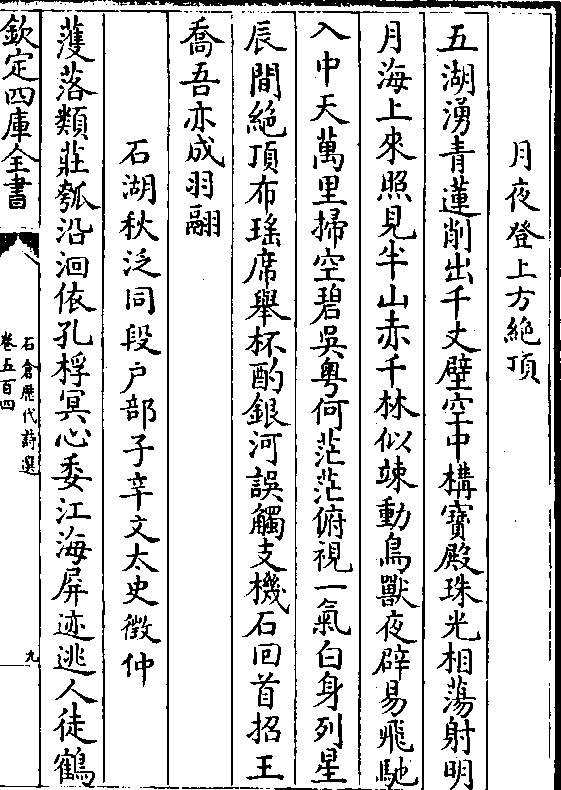 月夜登上方絶頂
五湖湧青蓮削出千丈壁空中構寶殿珠光相蕩射明
月海上來照見半山赤千林似竦動鳥獸夜辟易飛馳
入中天萬里掃空碧吳粤何茫茫俯視一氣白身列星
辰間絶頂布瑤席舉杯酌銀河誤觸支機石回首招王
喬吾亦成羽翮
石湖秋泛同段户部子辛文太史徵仲
蒦落類莊瓠沿洄依孔桴冥心委江海屏迹逃人徒鶴
欽定四庫全書
石倉歷代詩選
卷五百四
九